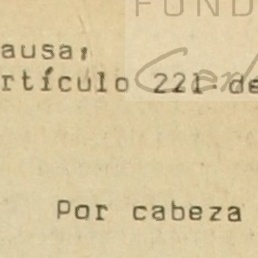 FUND
ausa,
rtículo 221 de
Por cabeza